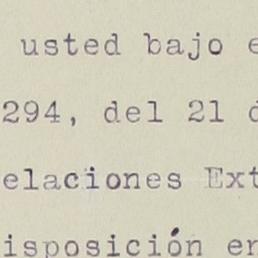 usted bajo e
294, del 21 d
elaciones Ext
isposición en